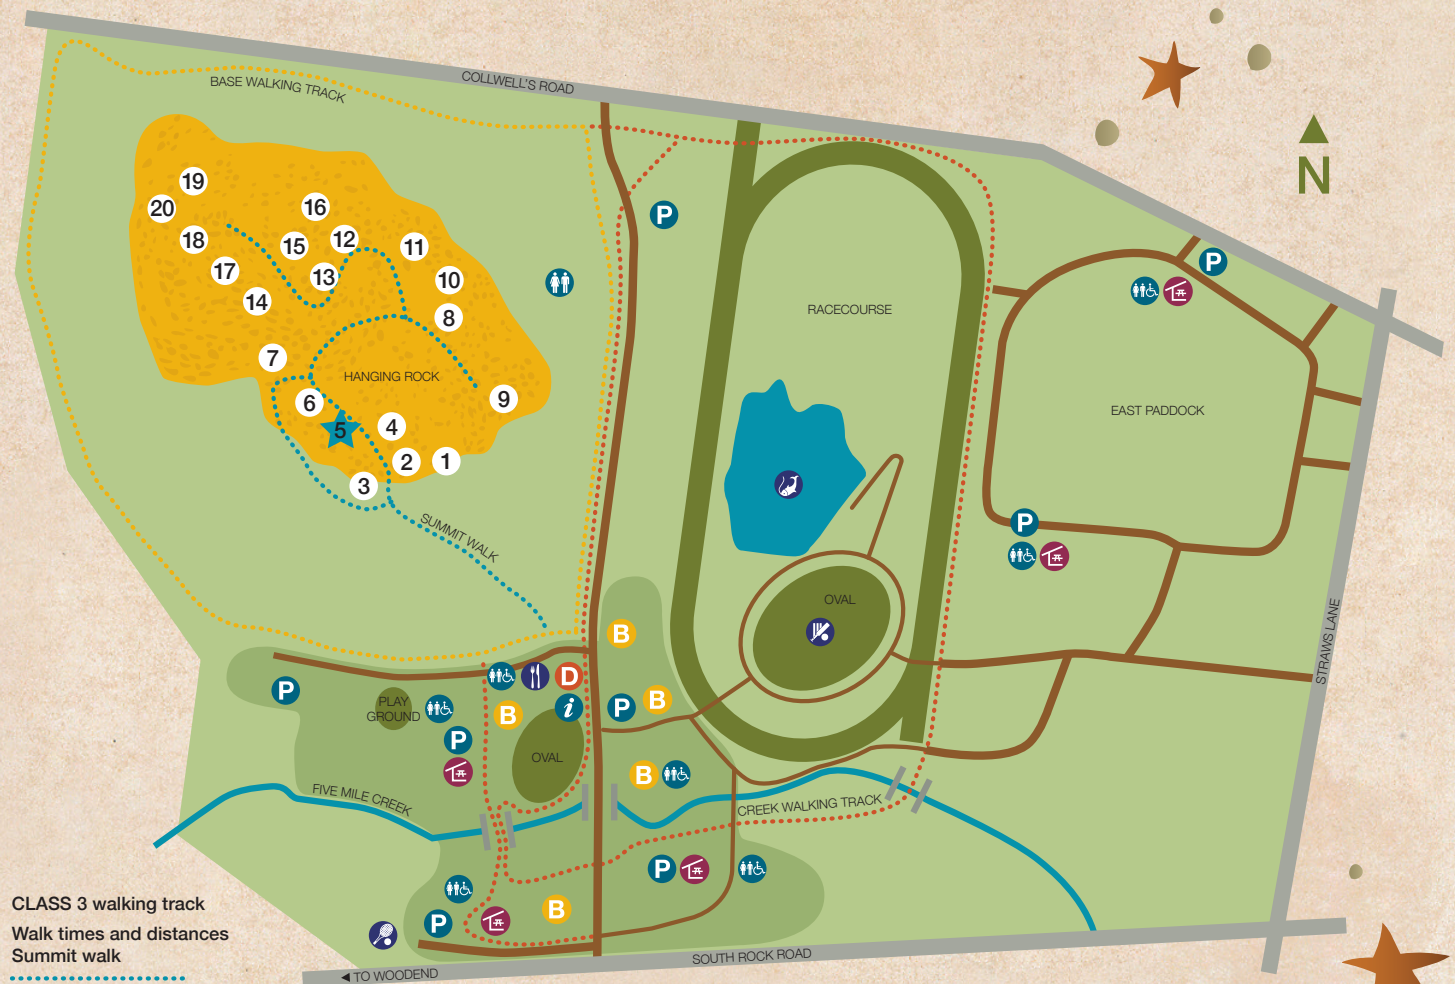 COLLWELL'S ROAD
BASE WALKING TRACK
N
19
20
16
18
15
12
11
17
13
10
14
8
P
P
RACECOURSE
7
HANGING ROCK
6
9
EAST PADDOCK
5
4
2
1
3
SUMMIT WALK
P
OVAL
B
STRAWS LANE
D
P
PLAY
GROUND
B
i
P
B
P
OVAL
B
FIVE MILE CREEK
CREEK WALKING TRACK
P
P
B
CLASS 3 walking track
Walk times and distances
Summit walk
SOUTH ROCK ROAD
TO WOODEND